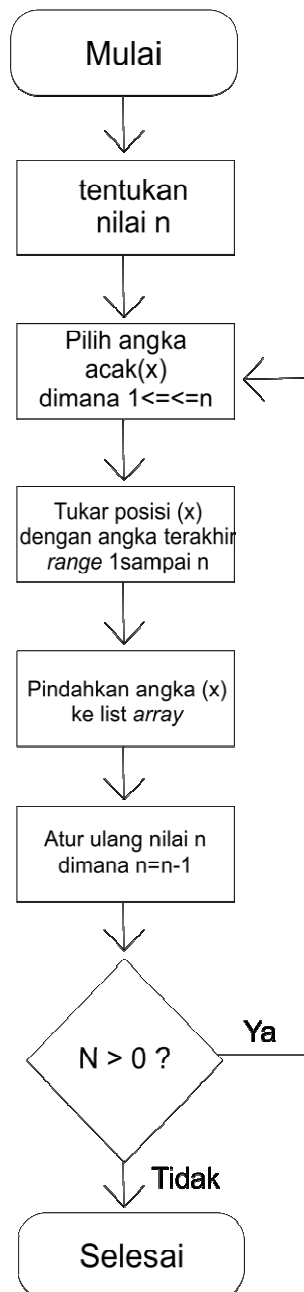 Mulai
tentukan
nilai n
Pilih angka
acak(x)
dimana 1<=<=n
Tukar posisi (x)
dengan angka terakhir
range 1sampai n
Pindahkan angka (x)
ke list array
Atur ulang nilai n
dimana n=n-1
N > 0 ?
Ya
Tidak
Selesai